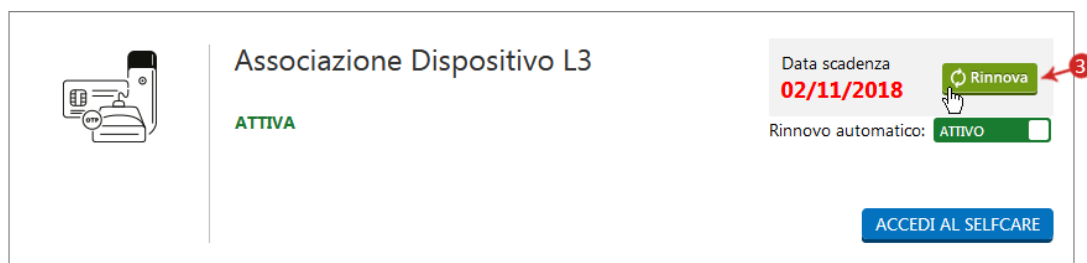 Associazione Dispositivo L3
ATTIVA
OTP
Data scadenza
02/11/2018
Rinnova
3
Rinnovo automatico: ATTIVO
ACCEDI AL SELFCARE